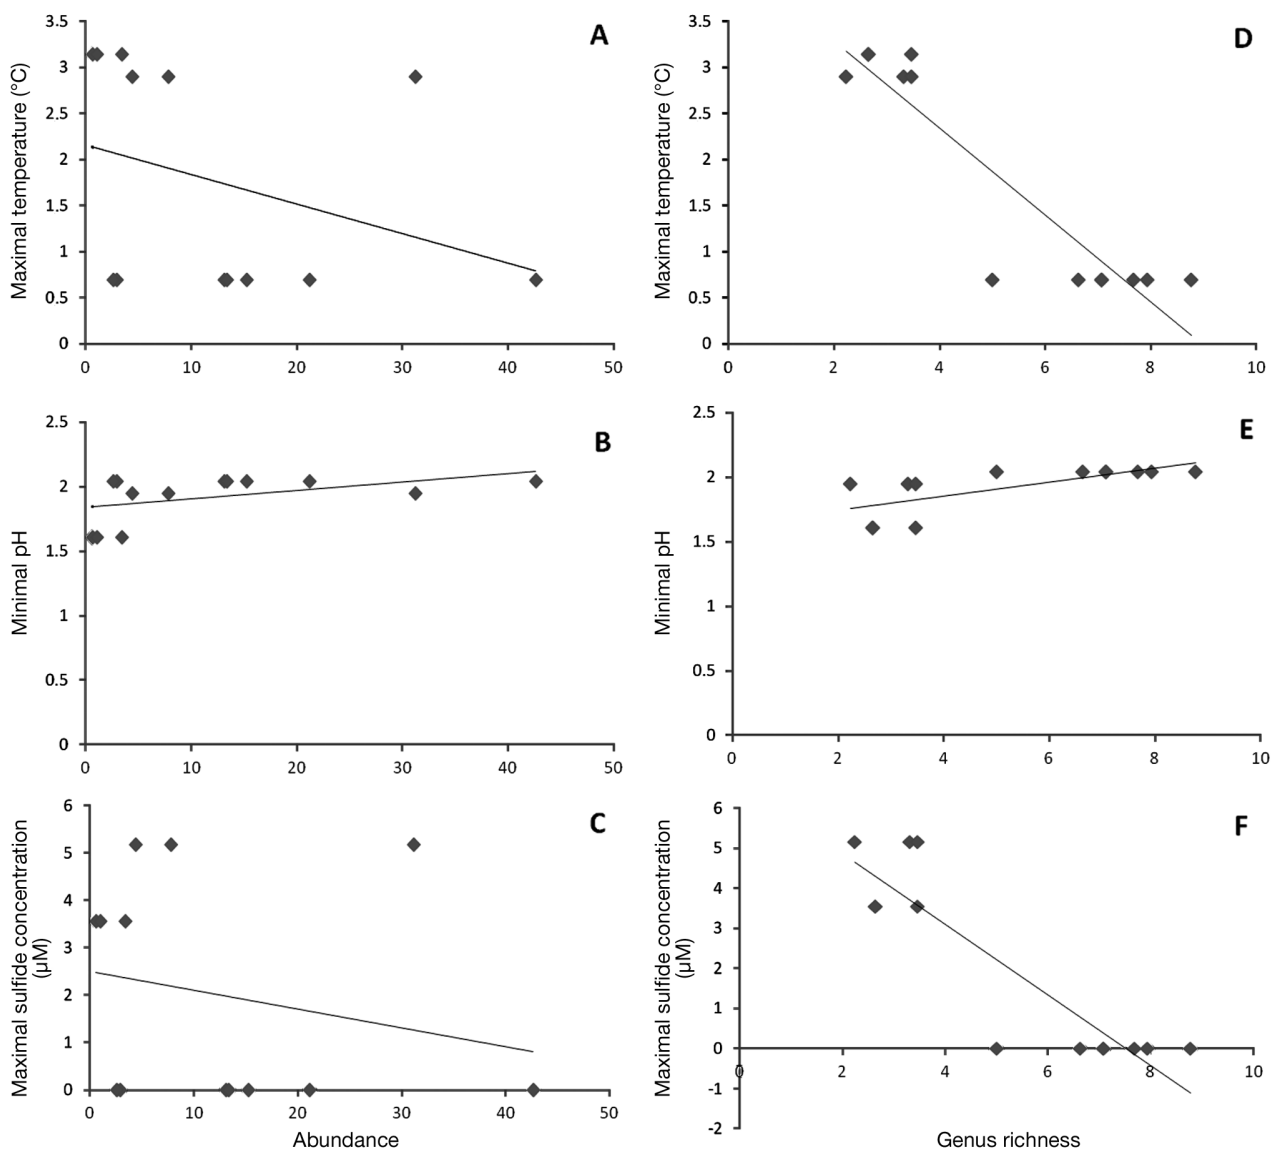 A
Maximal temperature (°C)
3.5
3
2.5
2
1.5
1
0.5
0
0 10 20 30 40 50
D
Maximal temperature (°C)
3.5
3
2.5
2
1.5
1
0.5
0
0 2 4 6 8 10
B
Minimal pH
2.5
2
1.5
1
0.5
0
0 10 20 30 40 50
E
Minimal pH
2.5
2
1.5
1
0.5
0
0 2 4 6 8 10
C
Maximal sulfide concentration
(µM)
6
5
4
3
2
1
0
0 10 20 30 40 50
Abundance
F
Maximal sulfide concentration
(µM)
6
5
4
3
2
1
0
-1
-2
0 2 4 6 8 10
Genus richness